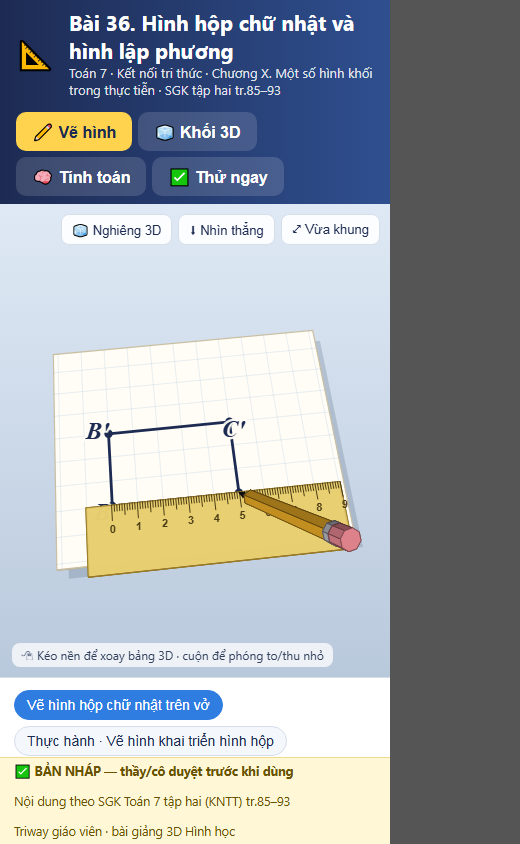 Bài 36. Hình hộp chữ nhật và
hình lập phương
Toán 7 · Kết nối tri thức · Chương X. Một số hình khối
trong thực tiễn · SGK tập hai tr.85–93
Vẽ hình
Khối 3D
Tính toán
Thử ngay
Nghiêng 3D
Nhìn thẳng
Vừa khung
B'
C'
0 1 2 3 4 5 8 9
Kéo nền để xoay bảng 3D · cuộn để phóng to/thu nhỏ
Vẽ hình hộp chữ nhật trên vở
Thực hành · Vẽ hình khai triển hình hộp
BẢN NHÁP — thầy/cô duyệt trước khi dùng
Nội dung theo SGK Toán 7 tập hai (KNTT) tr.85–93
Triway giáo viên · bài giảng 3D Hình học